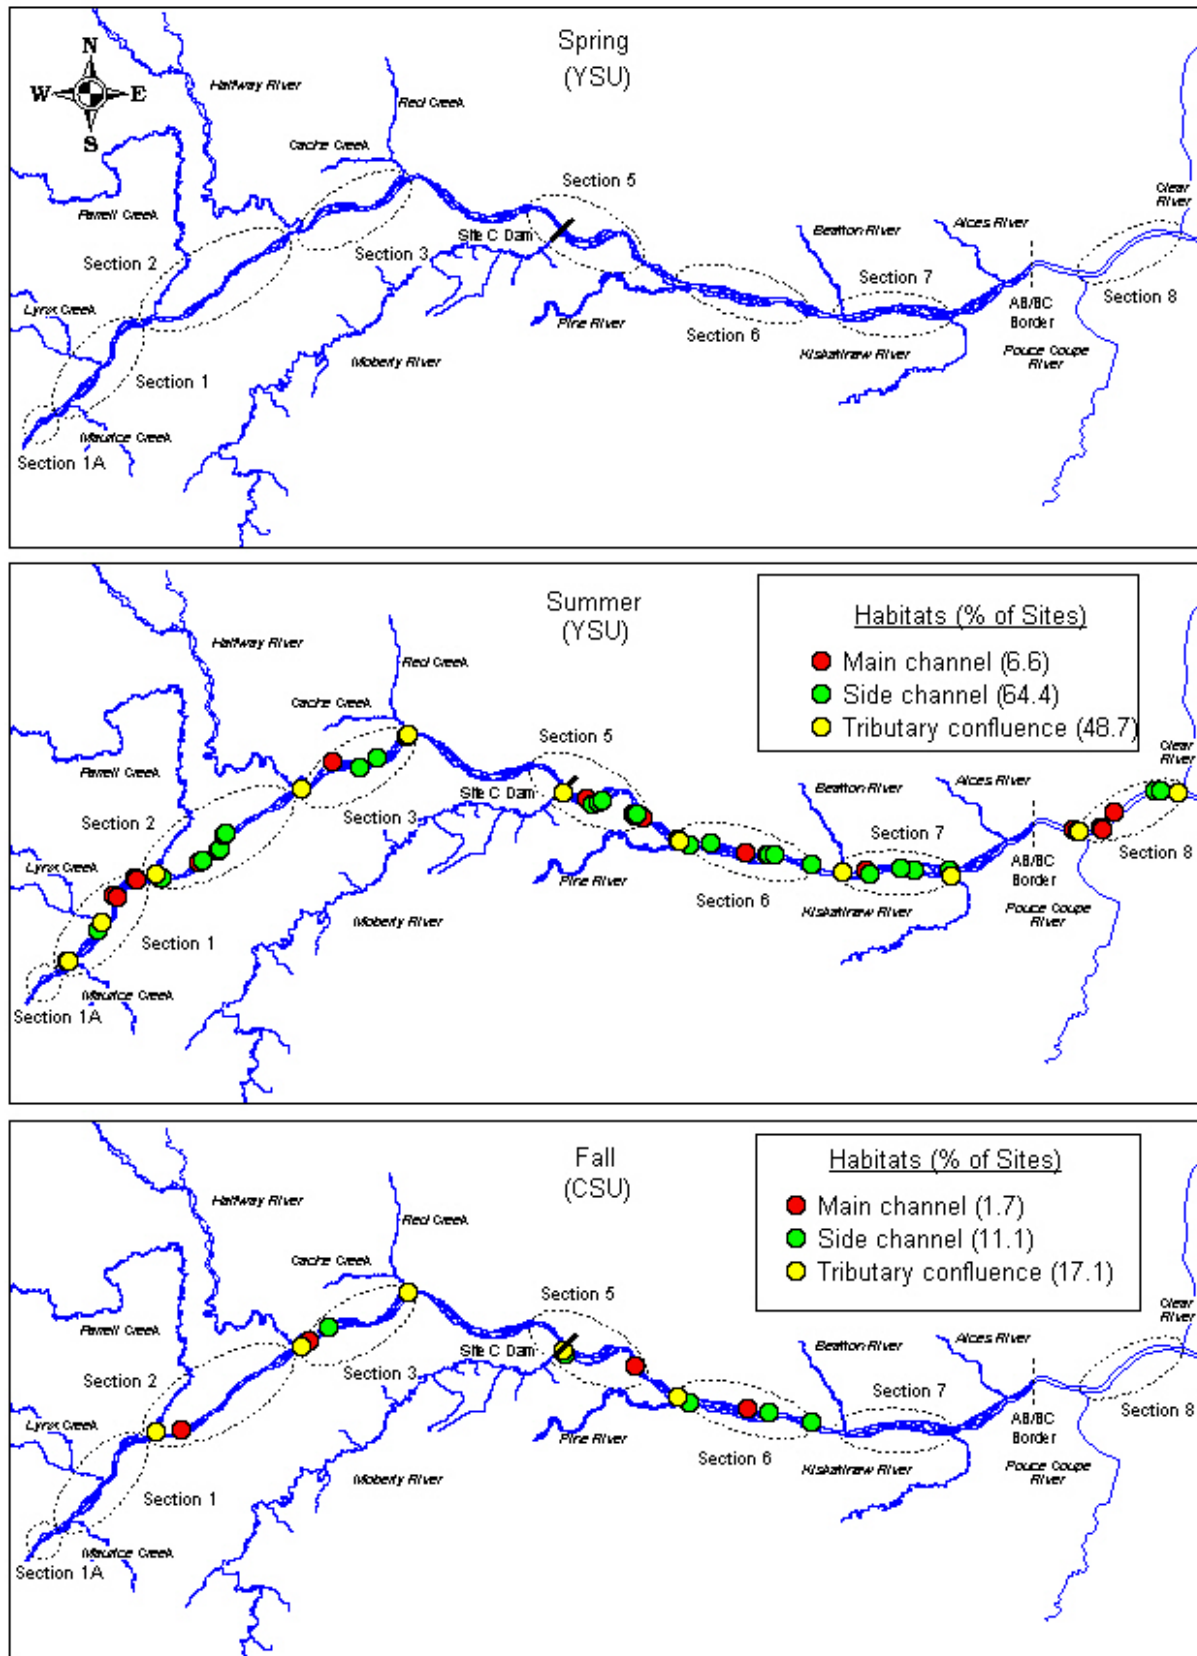 Spring
(YSU)
N
W E
S
Halfway River
Red Creek
Cache Creek
Farrell Creek
Section 5
Clear
River
Site C Dam
Section 2
Section 3
Beatton River
Alces River
Section 7
Lynx Creek
Section 8
AB/BC
Border
Pine River
Section 6
Kiskatinaw River
Pouce Coupe
River
Moberly River
Section 1
Maurice Creek
Section 1A
Summer
(YSU)
Habitats (% of Sites)
Main channel (6.6)
Side channel (64.4)
Tributary confluence (48.7)
Halfway River
Red Creek
Cache Creek
Farrell Creek
Section 5
Clear
River
Site C Dam
Section 2
Section 3
Beatton River
Alces River
Section 7
Lynx Creek
Section 8
AB/BC
Border
Pine River
Section 6
Kiskatinaw River
Pouce Coupe
River
Moberly River
Section 1
Maurice Creek
Section 1A
Fall
(CSU)
Habitats (% of Sites)
Main channel (1.7)
Side channel (11.1)
Tributary confluence (17.1)
Halfway River
Red Creek
Cache Creek
Farrell Creek
Section 5
Clear
River
Site C Dam
Section 2
Section 3
Beatton River
Alces River
Section 7
Lynx Creek
Section 8
AB/BC
Border
Pine River
Section 6
Kiskatinaw River
Pouce Coupe
River
Moberly River
Section 1
Maurice Creek
Section 1A